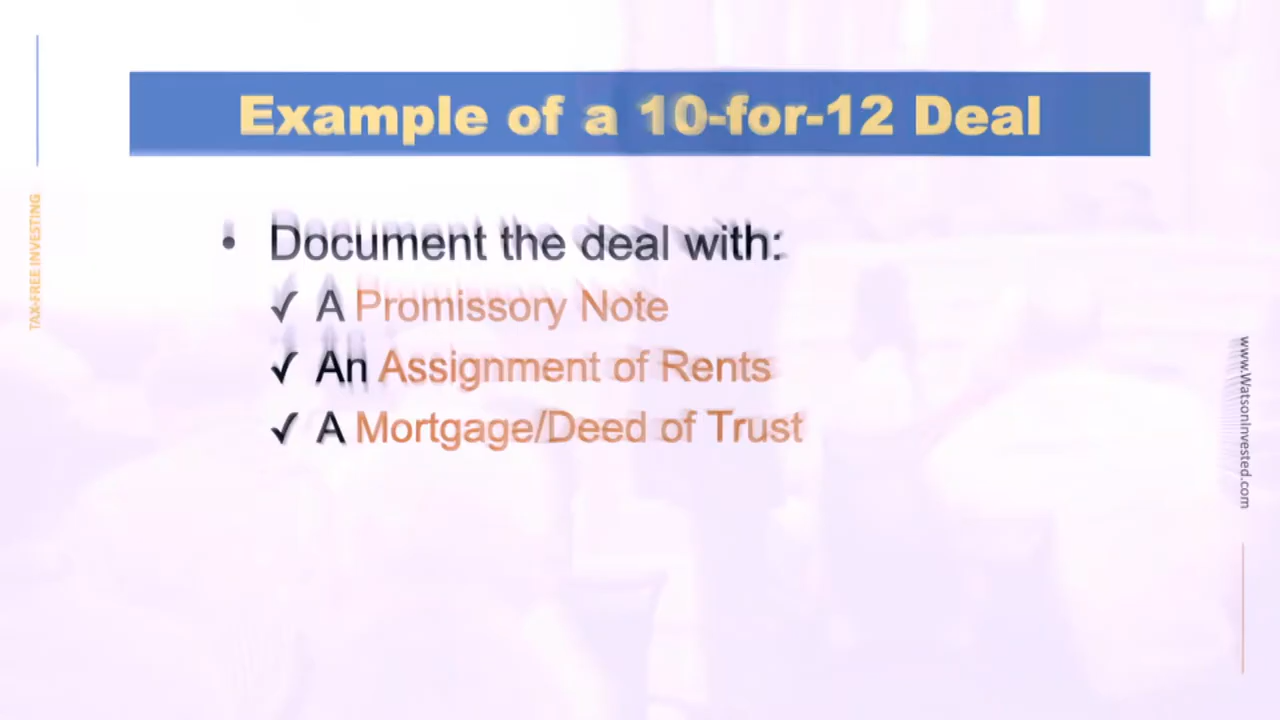 Example of a 10-for-12 Deal
• Document the deal with:
✓ A Promissory Note
✓ An Assignment of Rents
✓ A Mortgage/Deed of Trust
TAX-FREE INVESTING
www.WatsonInvested.com